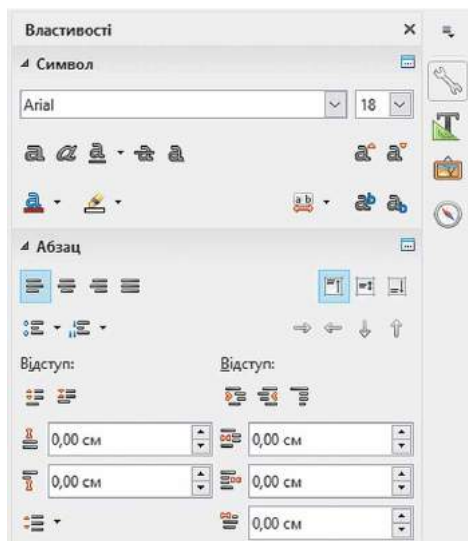 Властивості
Символ
Arial 18
Абзац
Відступ: Відступ:
0,00 см 0,00 см
0,00 см 0,00 см
0,00 см